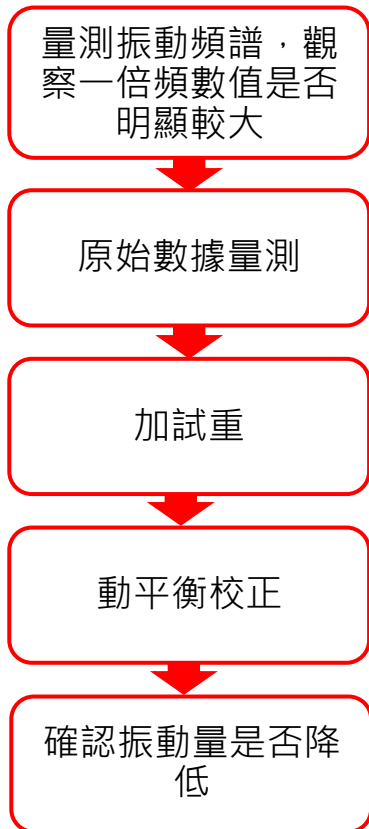 量測振動頻譜，觀
察一倍頻數值是否
明顯較大
原始數據量測
加試重
動平衡校正
確認振動量是否降
低